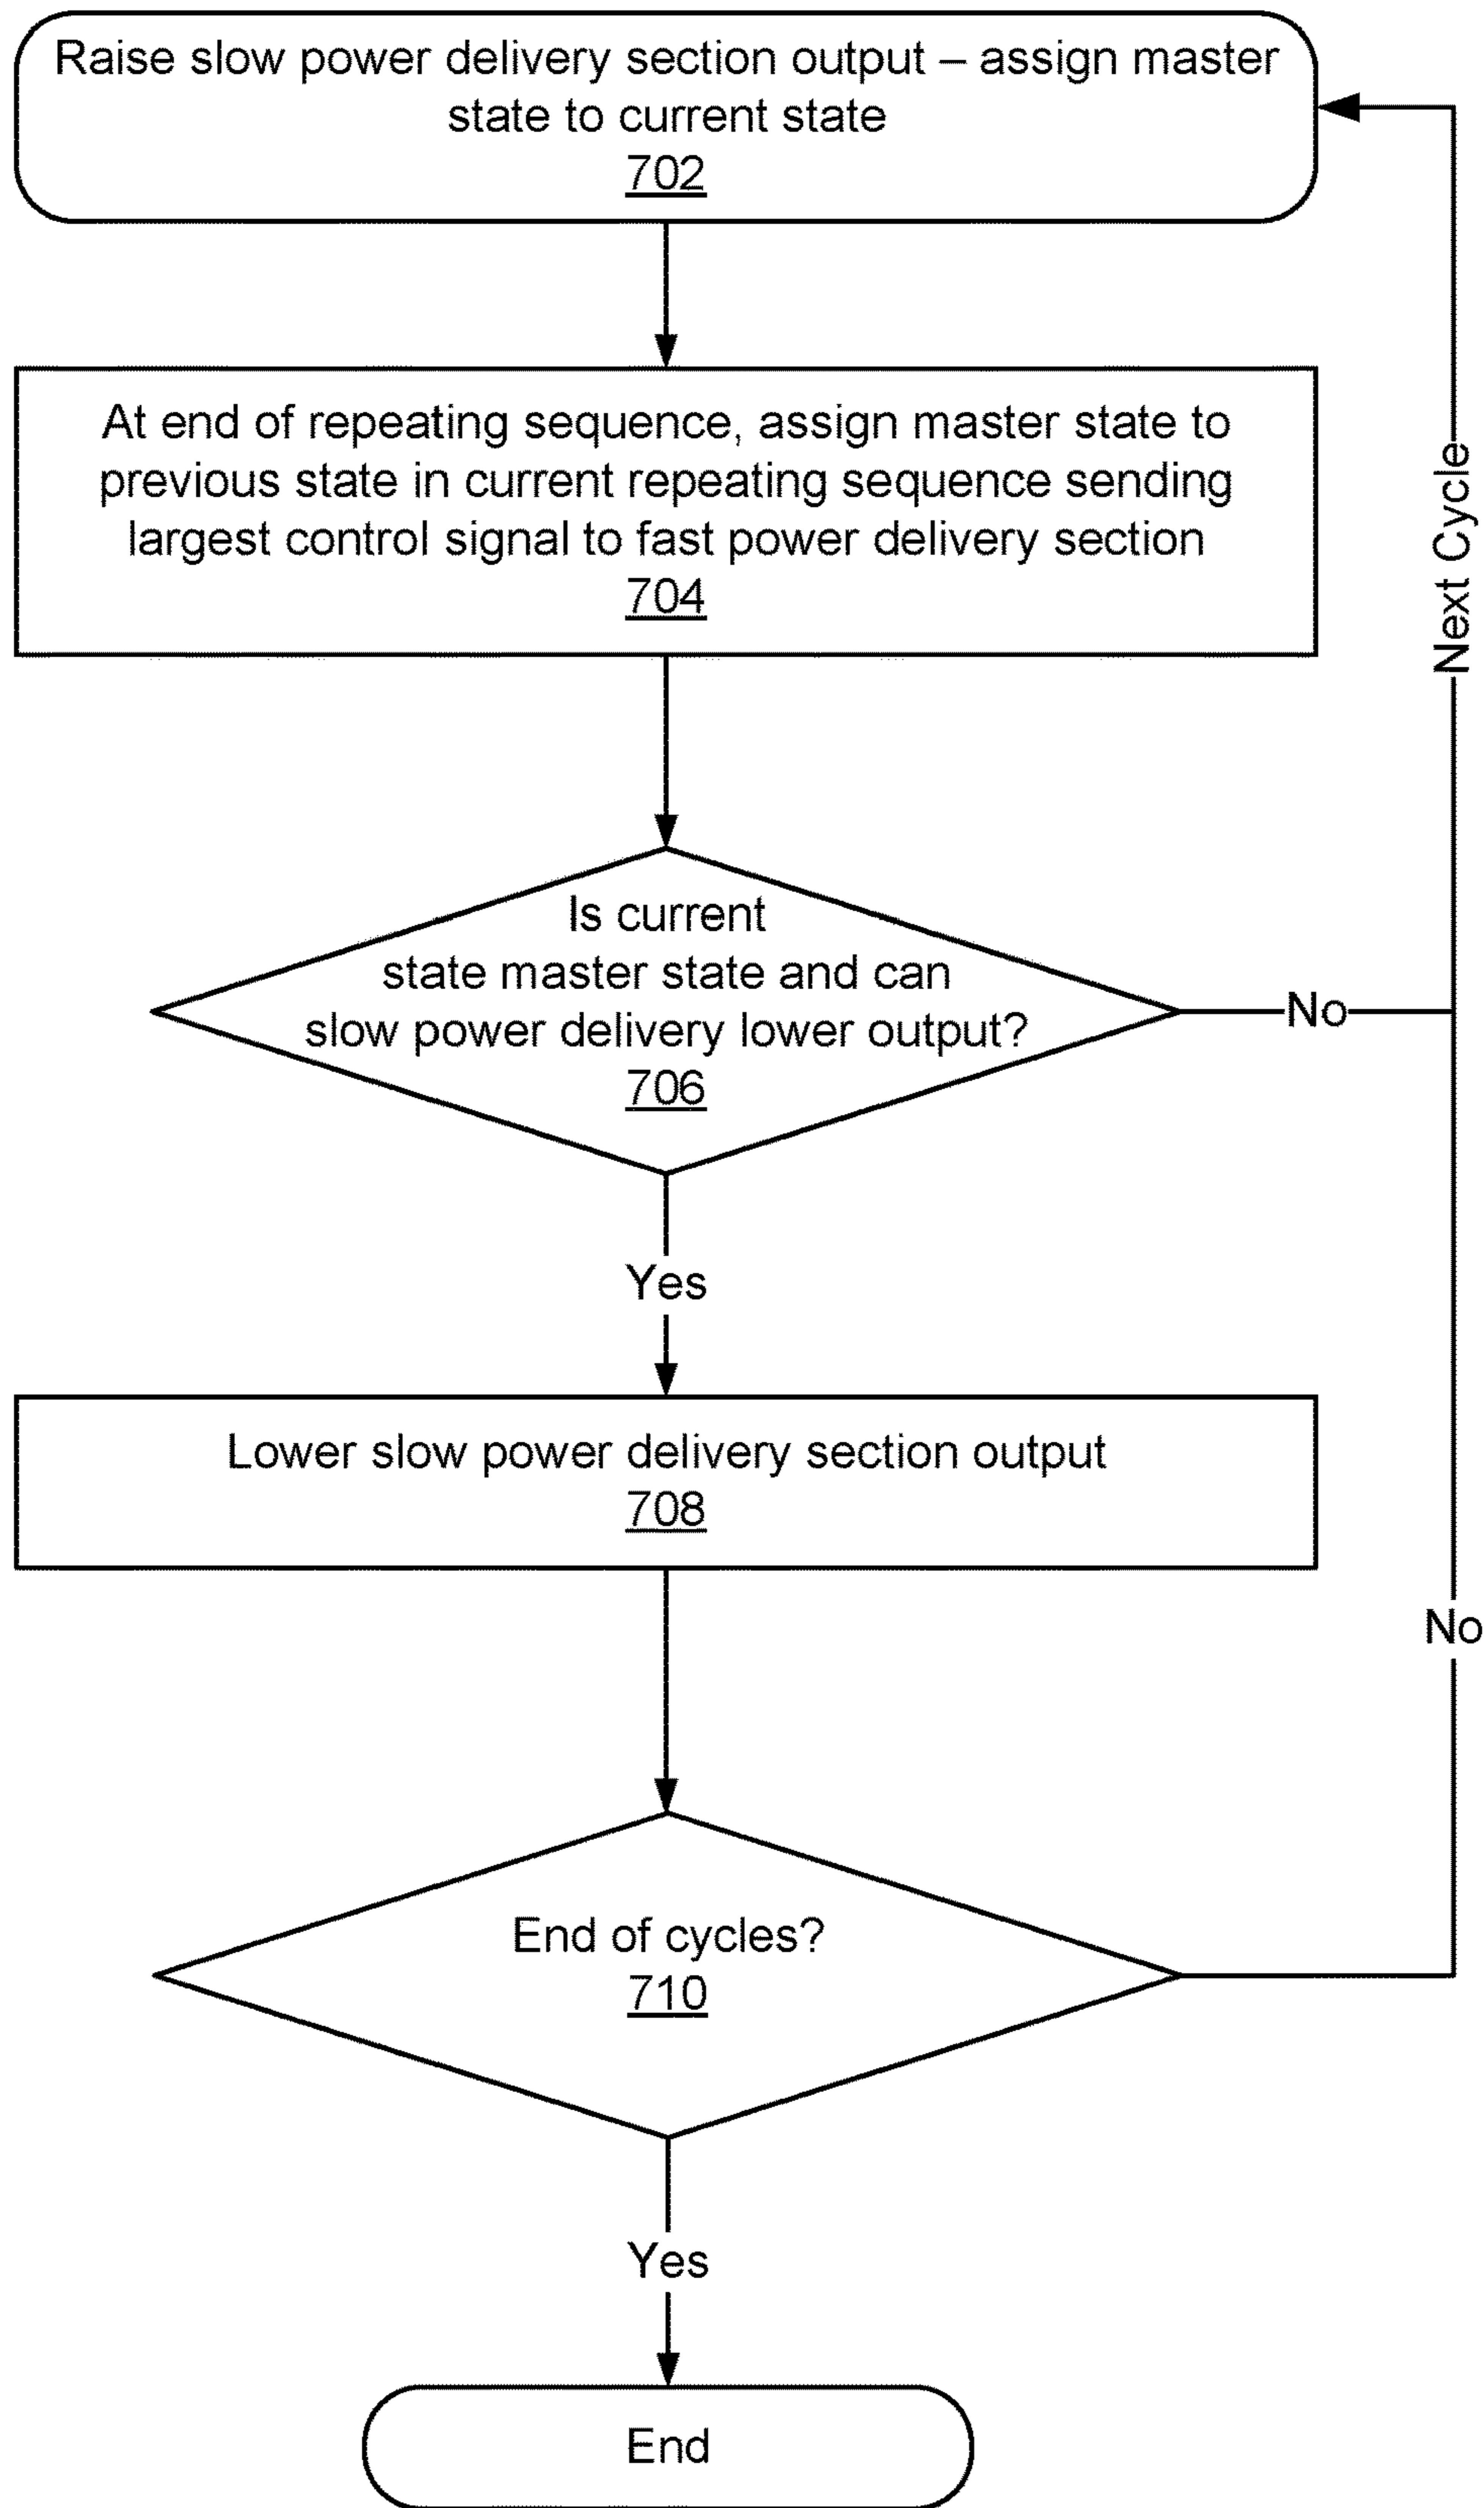 Raise slow power delivery section output – assign master
state to current state
702
At end of repeating sequence, assign master state to
previous state in current repeating sequence sending
largest control signal to fast power delivery section
704
Next Cycle
Is current
state master state and can
slow power delivery lower output?
706
No
Yes
Lower slow power delivery section output
708
No
End of cycles?
710
Yes
End